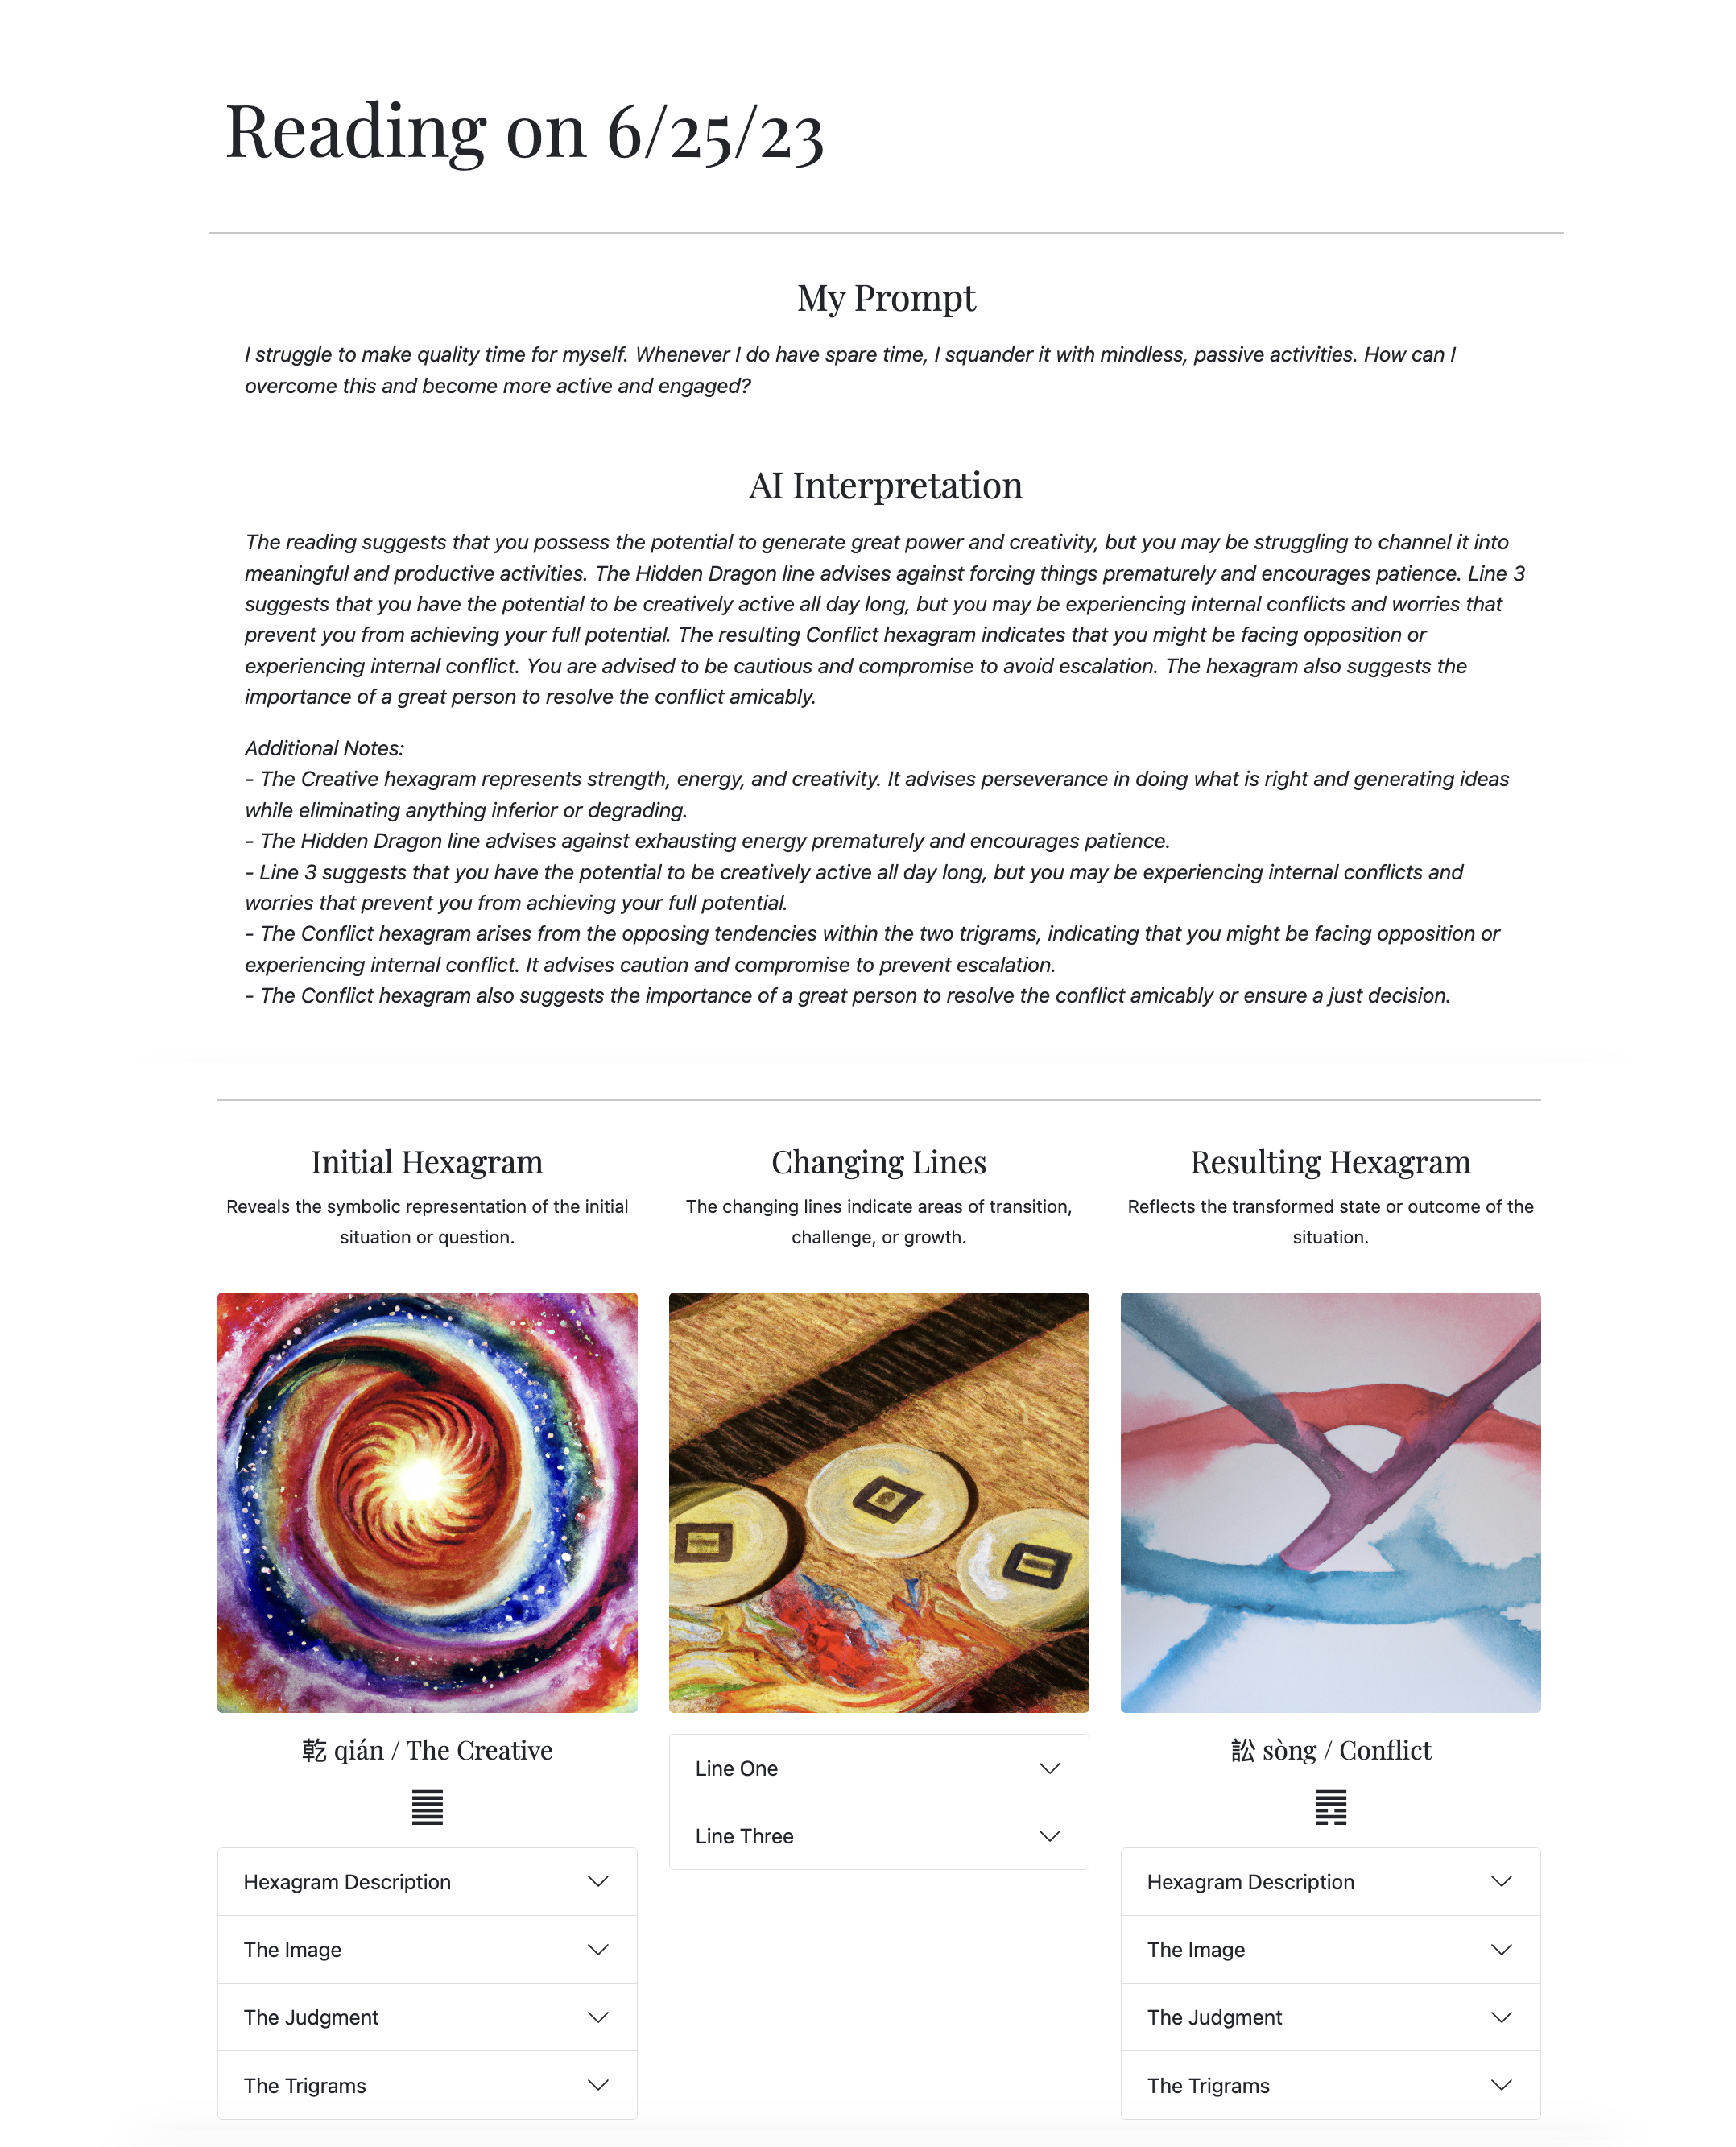 Reading on 6/25/23
My Prompt
I struggle to make quality time for myself. Whenever I do have spare time, I squander it with mindless, passive activities. How can I
overcome this and become more active and engaged?
AI Interpretation
The reading suggests that you possess the potential to generate great power and creativity, but you may be struggling to channel it into
meaningful and productive activities. The Hidden Dragon line advises against forcing things prematurely and encourages patience. Line 3
suggests that you have the potential to be creatively active all day long, but you may be experiencing internal conflicts and worries that
prevent you from achieving your full potential. The resulting Conflict hexagram indicates that you might be facing opposition or
experiencing internal conflict. You are advised to be cautious and compromise to avoid escalation. The hexagram also suggests the
importance of a great person to resolve the conflict amicably.
Additional Notes:
- The Creative hexagram represents strength, energy, and creativity. It advises perseverance in doing what is right and generating ideas
while eliminating anything inferior or degrading.
- The Hidden Dragon line advises against exhausting energy prematurely and encourages patience.
- Line 3 suggests that you have the potential to be creatively active all day long, but you may be experiencing internal conflicts and
worries that prevent you from achieving your full potential.
- The Conflict hexagram arises from the opposing tendencies within the two trigrams, indicating that you might be facing opposition or
experiencing internal conflict. It advises caution and compromise to prevent escalation.
- The Conflict hexagram also suggests the importance of a great person to resolve the conflict amicably or ensure a just decision.
Initial Hexagram
Reveals the symbolic representation of the initial
situation or question.
乾 qián / The Creative
Hexagram Description
The Image
The Judgment
The Trigrams
Changing Lines
The changing lines indicate areas of transition,
challenge, or growth.
Line One
Line Three
Resulting Hexagram
Reflects the transformed state or outcome of the
situation.
訟 sòng / Conflict
Hexagram Description
The Image
The Judgment
The Trigrams